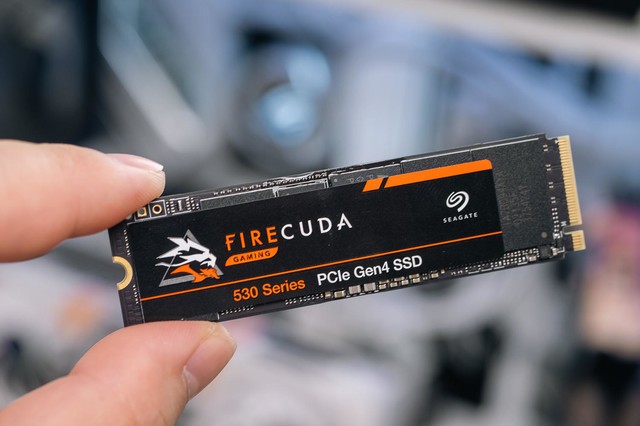 FIRECUDA
GAMING
SEAGATE
530 Series PCIe Gen4 SSD